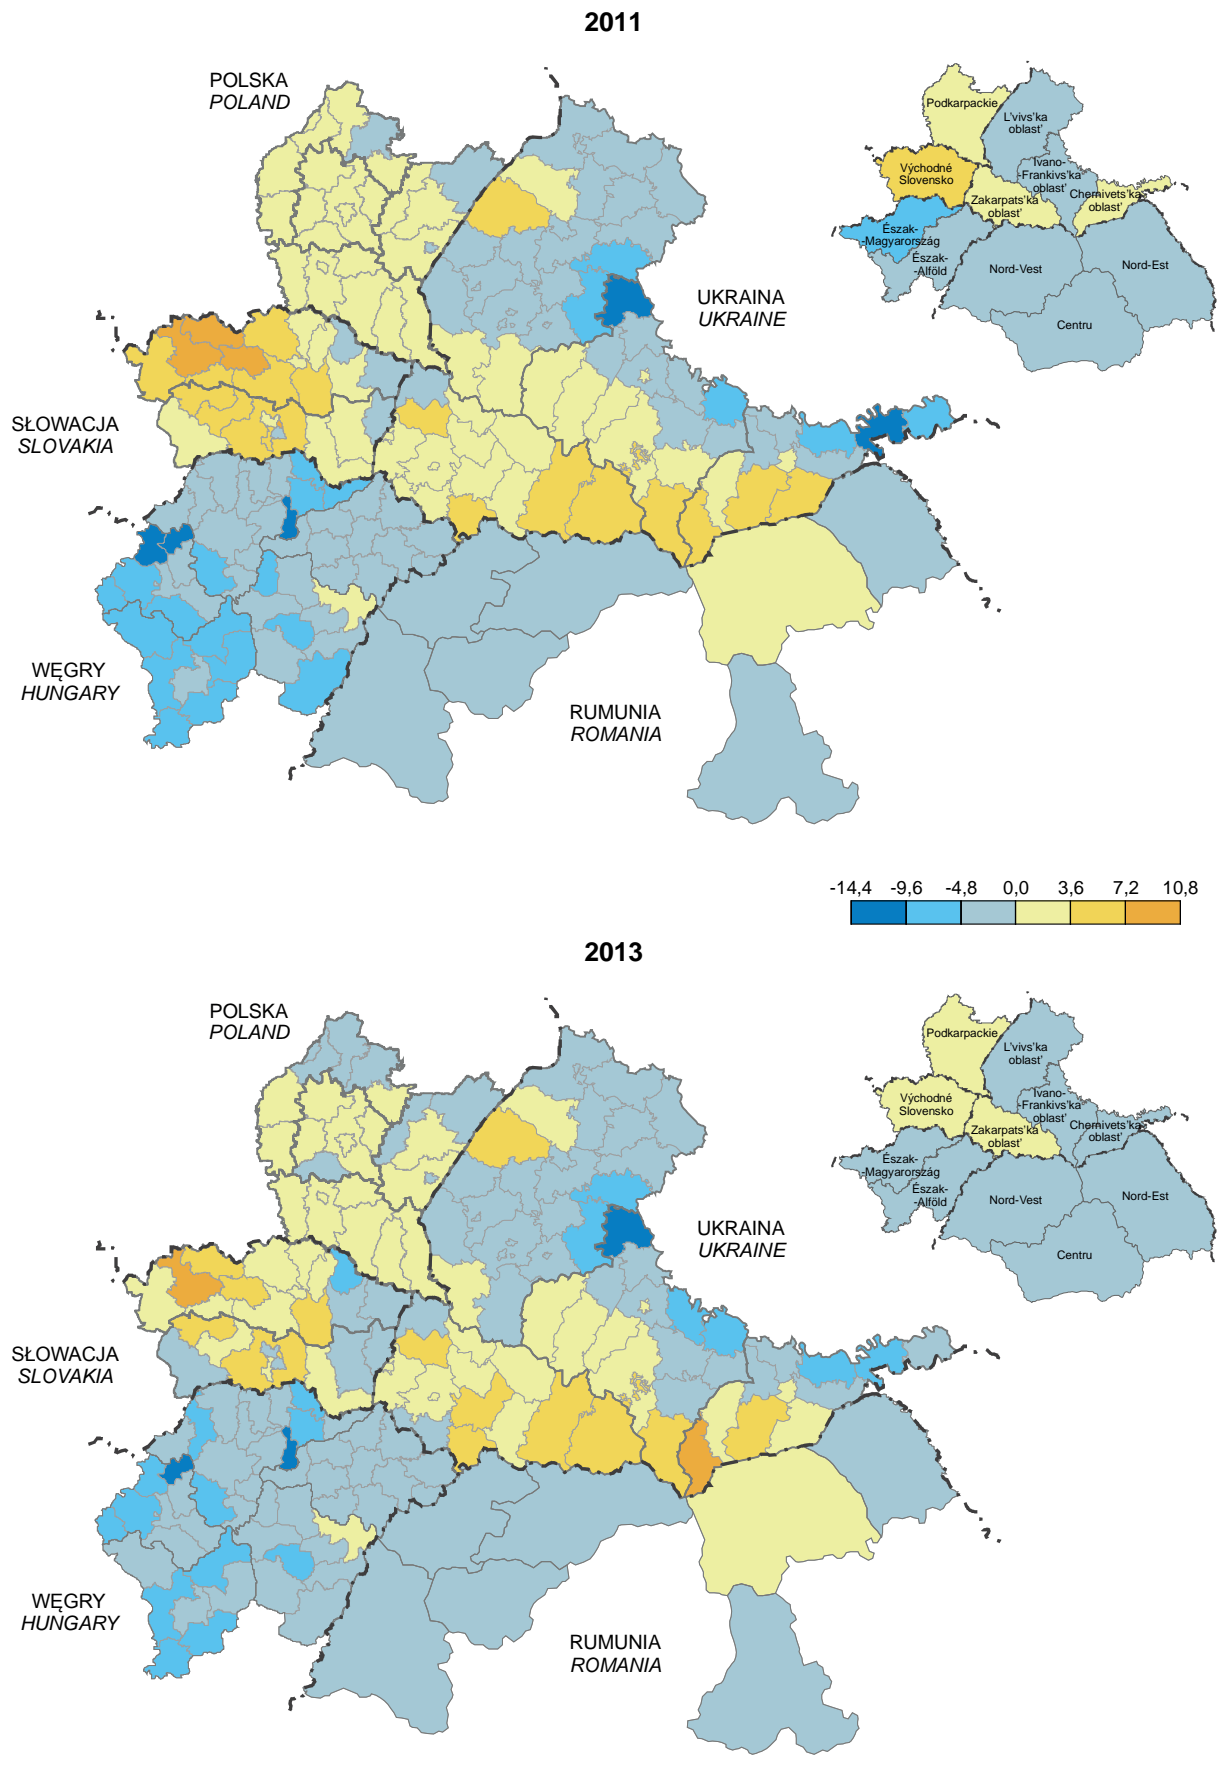 2011
POLSKA
POLAND
Podkarpackie
L'vivs'ka
oblast'
Východné
Slovensko
Ivano-
-Frankivs'ka
oblast'
Zakarpats'ka
oblast'
Chernivets'ka
oblast'
Észak-
-Magyarország
Észak-
-Alföld
Nord-Vest
Nord-Est
Centru
UKRAINA
UKRAINE
SŁOWACJA
SLOVAKIA
WĘGRY
HUNGARY
RUMUNIA
ROMANIA
-14,4 -9,6 -4,8 0,0 3,6 7,2 10,8
2013
POLSKA
POLAND
Podkarpackie
L'vivs'ka
oblast'
Východné
Slovensko
Ivano-
-Frankivs'ka
oblast'
Zakarpats'ka
oblast'
Chernivets'ka
oblast'
Észak-
-Magyarország
Észak-
-Alföld
Nord-Vest
Nord-Est
Centru
UKRAINA
UKRAINE
SŁOWACJA
SLOVAKIA
WĘGRY
HUNGARY
RUMUNIA
ROMANIA